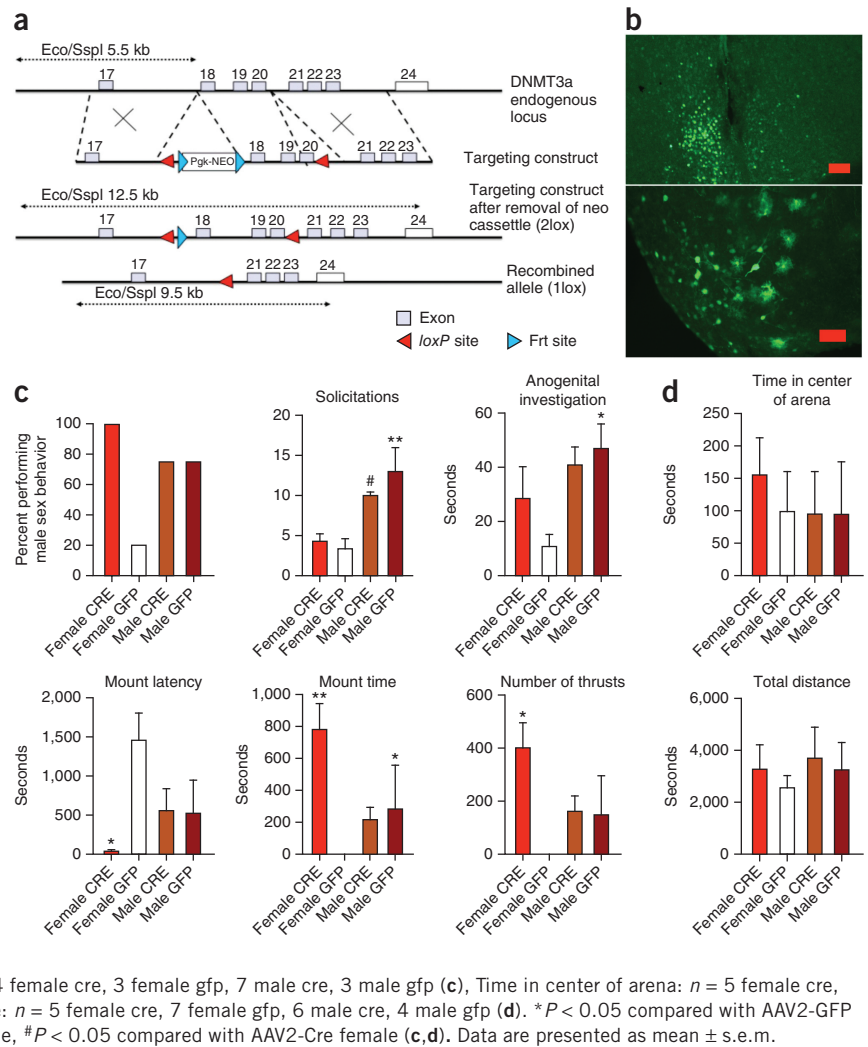 a
Eco/SspI 5.5 kb
17 18 19 20 21 22 23 24
DNMT3a
endogenous
locus
17 Pgk-NEO 18 19 20 21 22 23
Targeting construct
Eco/SspI 12.5 kb
17 18 19 20 21 22 23 24
Targeting construct
after removal of neo
cassettle (2lox)
17 21 22 23 24
Recombined
allele (1lox)
Eco/SspI 9.5 kb
Exon
loxP site Frt site
b
c
Percent performing
male sex behavior
100
80
60
40
20
0
Female CRE
Female GFP
Male CRE
Male GFP
Solicitations
20
15
10
5
0
#
**
Female CRE
Female GFP
Male CRE
Male GFP
Anogenital
investigation
Seconds
60
40
20
0
*
Female CRE
Female GFP
Male CRE
Male GFP
d
Time in center
of arena
Seconds
250
200
150
100
50
0
Female CRE
Female GFP
Male CRE
Male GFP
Mount latency
Seconds
2,000
1,500
1,000
500
0
*
Female CRE
Female GFP
Male CRE
Male GFP
Mount time
Seconds
1,000
800
600
400
200
0
**
*
Female CRE
Female GFP
Male CRE
Male GFP
Number of thrusts
600
400
200
0
*
Female CRE
Female GFP
Male CRE
Male GFP
Total distance
6,000
4,000
2,000
0
Female CRE
Female GFP
Male CRE
Male GFP
female cre, 3 female gfp, 7 male cre, 3 male gfp (c), Time in center of arena: n = 5 female cre,
: n = 5 female cre, 7 female gfp, 6 male cre, 4 male gfp (d). *P < 0.05 compared with AAV2-GFP
e, #P < 0.05 compared with AAV2-Cre female (c,d). Data are presented as mean ± s.e.m.